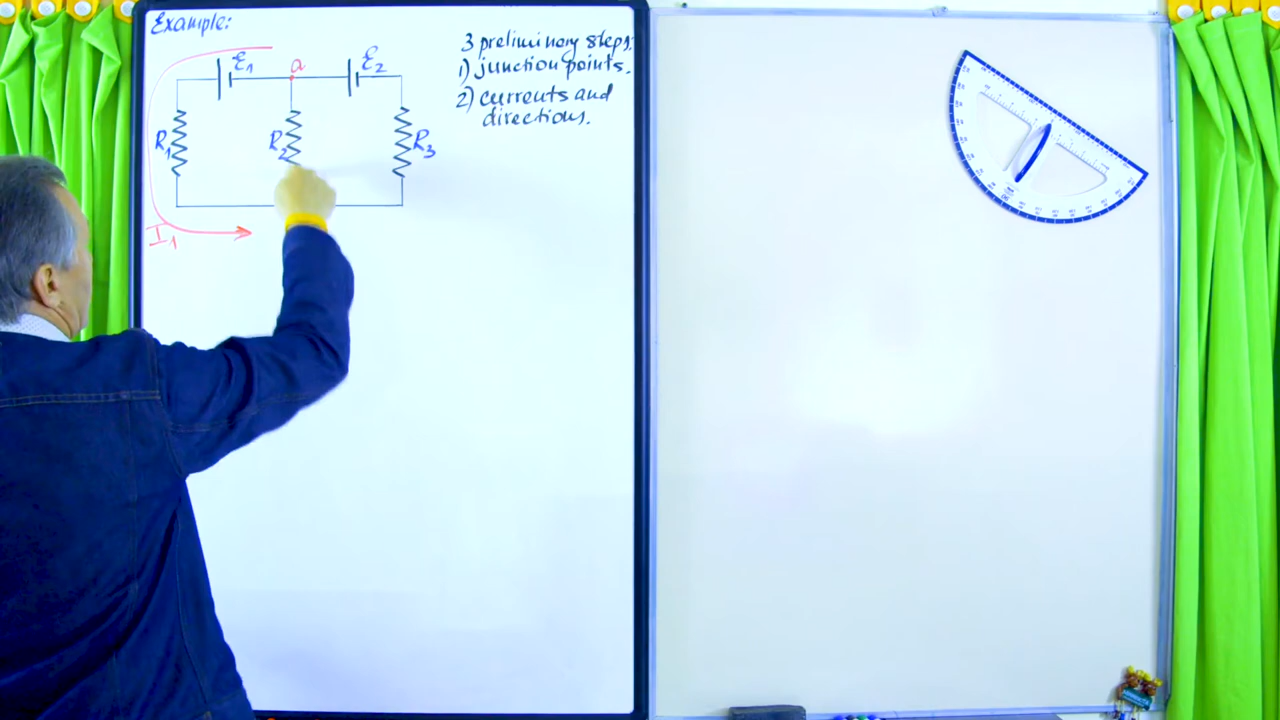 Example:
3 preliminary steps:
1) junction points.
2) currents and
directions.
ℰ1
a
ℰ2
R1
R2
R3
I1